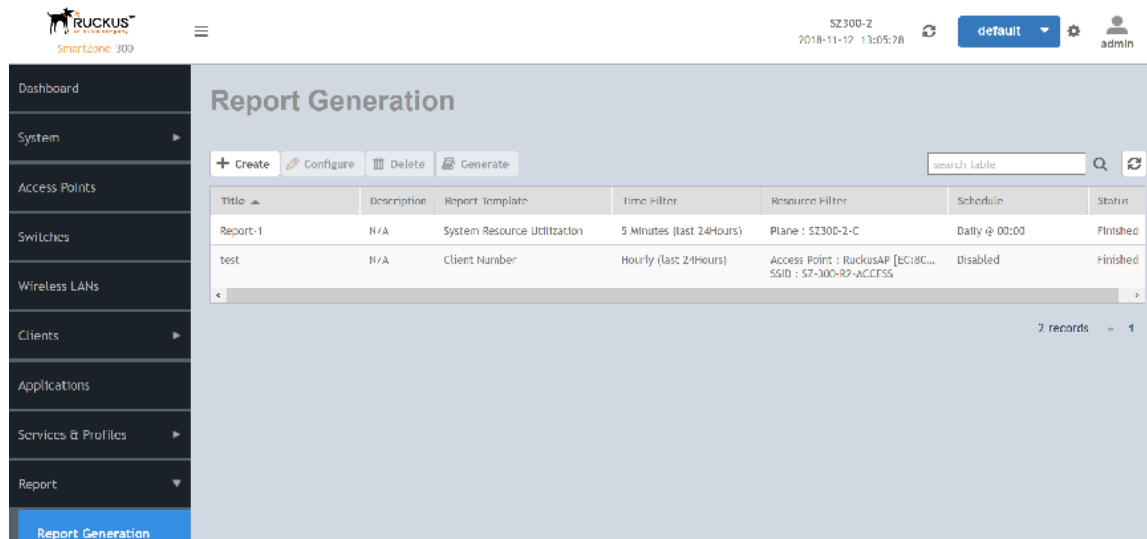 RUCKUS
SmartZone 300
SZ300-2
2018-11-12 13:05:28
default
admin
Dashboard
System
Access Points
Switches
Wireless LANs
Clients
Applications
Services & Profiles
Report
Report Generation
Report Generation
Create
Configure
Delete
Generate
search table
Title
Description
Report Template
Time Filter
Resource Filter
Schedule
Status
Report-1
N/A
System Resource Utilization
5 Minutes (last 24Hours)
Plane : SZ300-2-C
Daily @ 00:00
Finished
test
N/A
Client Number
Hourly (last 24Hours)
Access Point : RuckusAP [EC:8C...
SSID : SZ-300-R2-ACCESS
Disabled
Finished
2 records
1